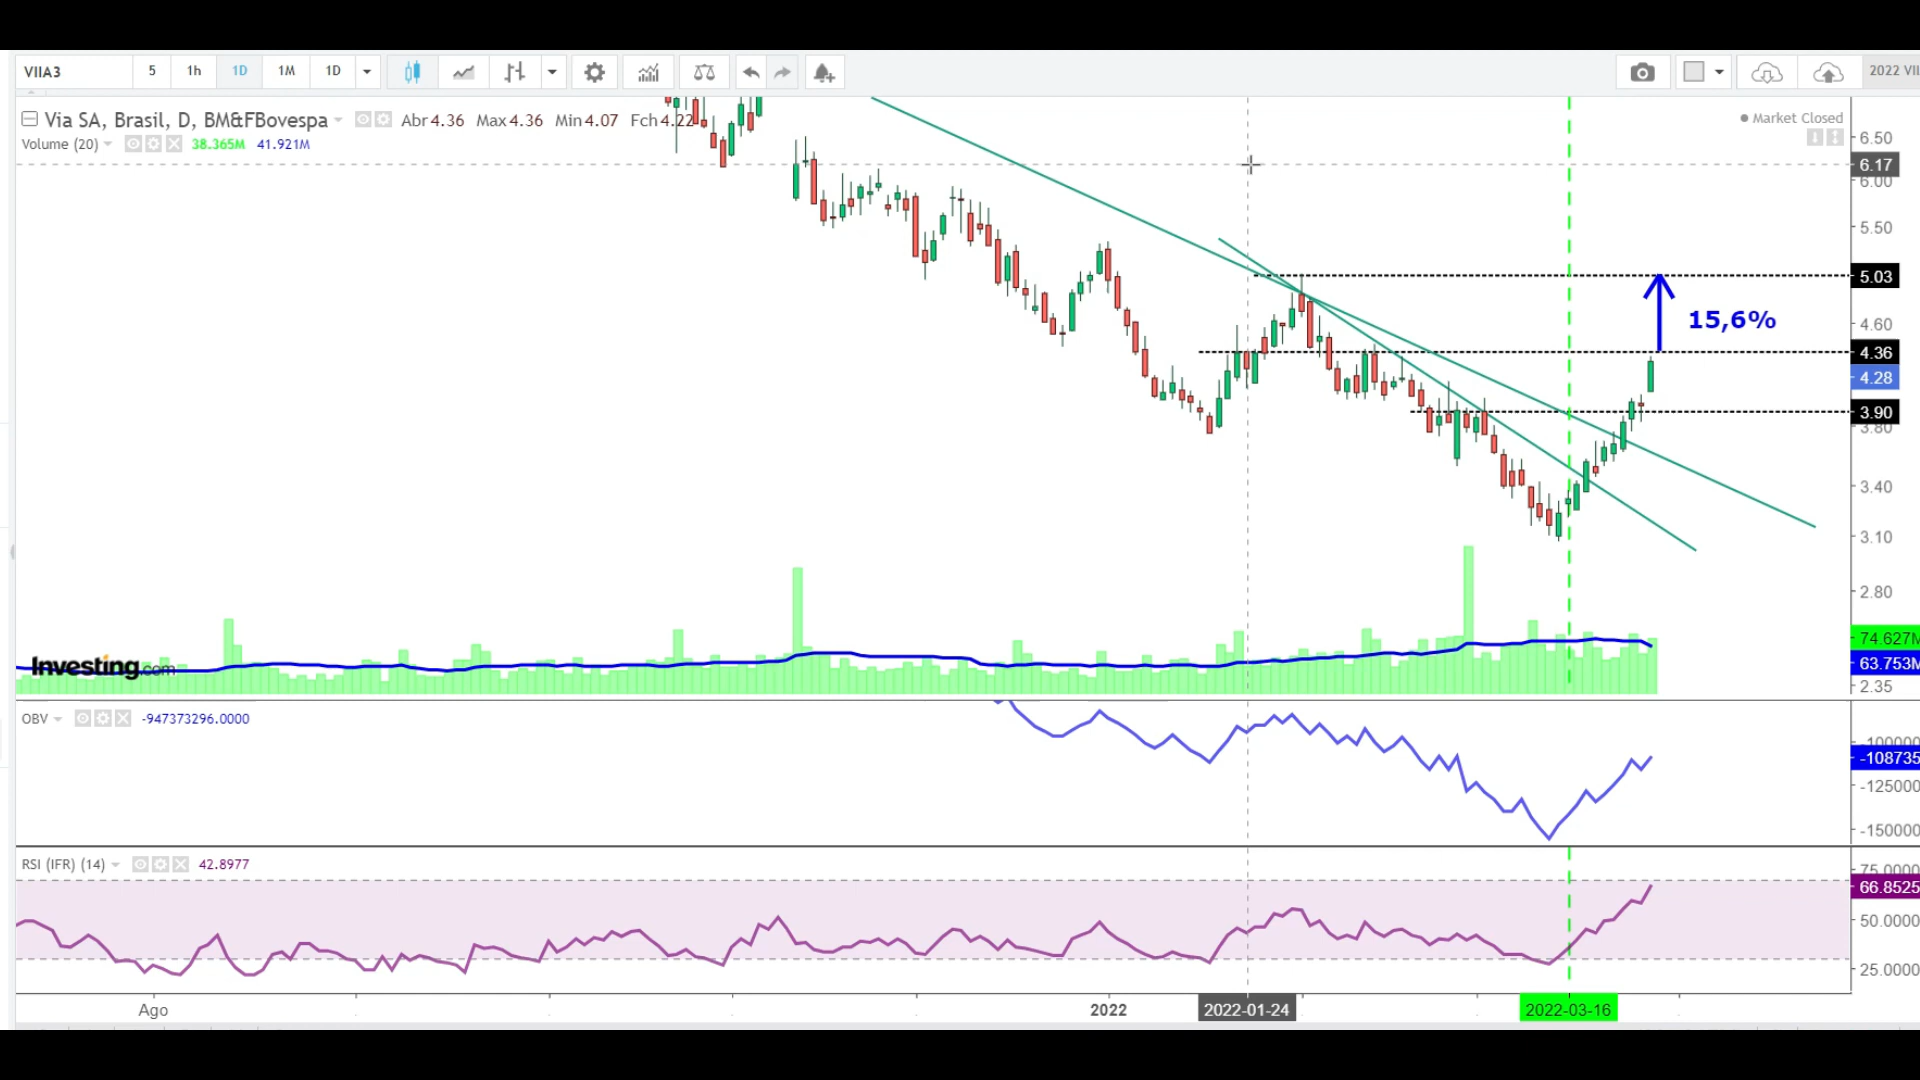 VIIA3 5 1h 1D 1M 1D 2022 VII
Via SA, Brasil, D, BM&FBovespa Abr 4.36 Max 4.36 Min 4.07 Fch 4.22
Market Closed
Volume (20) 38.365M 41.921M
6.50
6.17
6.00
5.50
5.03
15,6%
4.60
4.36
4.28
3.90
3.80
3.40
3.10
2.80
74.627M
63.753M
2.35
Investing.com
OBV -947373296.0000
-100000
-108735
-125000
-150000
RSI (IFR) (14) 42.8977
75.0000
66.8525
50.0000
25.0000
Ago 2022 2022-01-24 2022-03-16